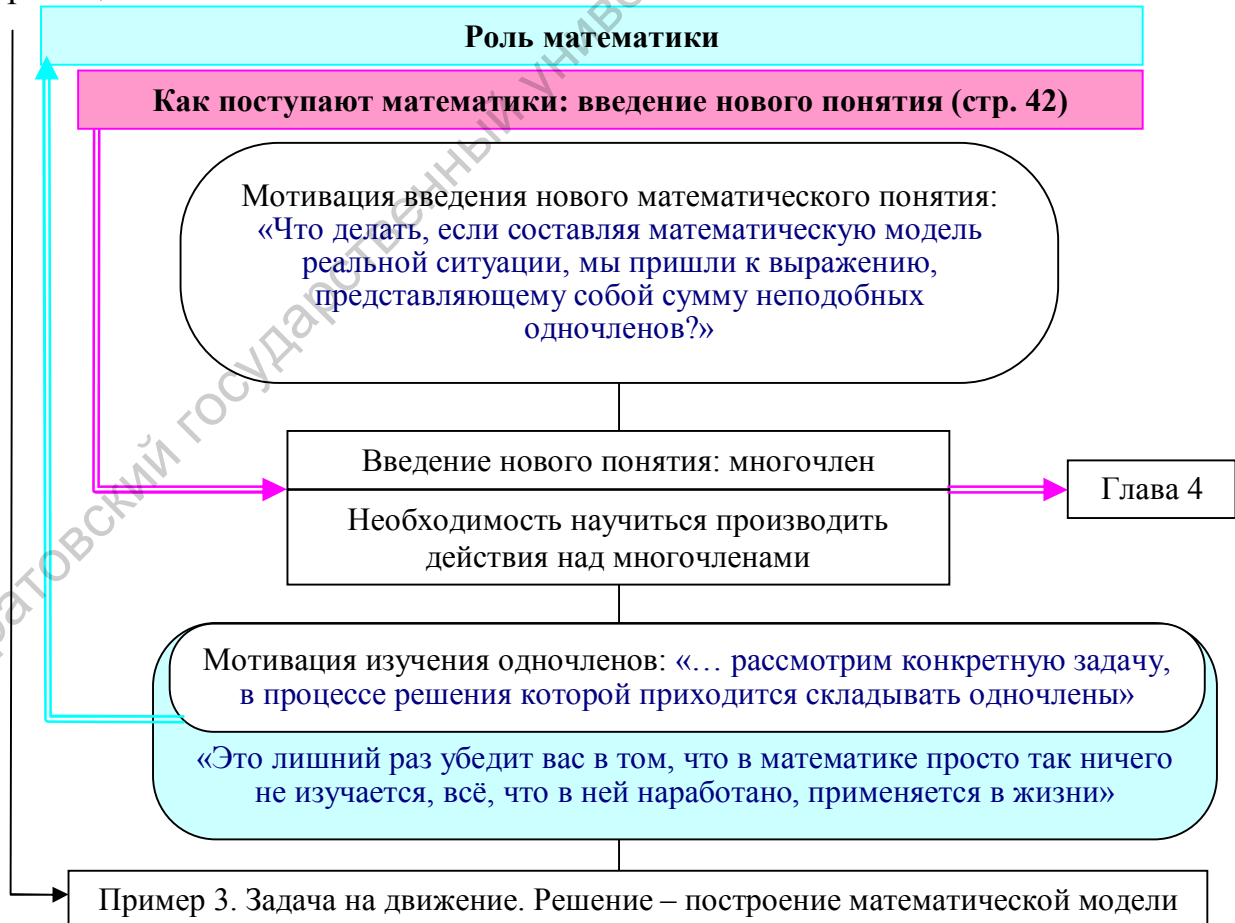 Роль математики
Как поступают математики: введение нового понятия (стр. 42)
Мотивация введения нового математического понятия:
«Что делать, если составляя математическую модель
реальной ситуации, мы пришли к выражению,
представляющему собой сумму неподобных
одночленов?»
Введение нового понятия: многочлен
Глава 4
Необходимость научиться производить
действия над многочленами
Мотивация изучения одночленов: «… рассмотрим конкретную задачу,
в процессе решения которой приходится складывать одночлены»
«Это лишний раз убедит вас в том, что в математике просто так ничего
не изучается, всё, что в ней наработано, применяется в жизни»
Пример 3. Задача на движение. Решение – построение математической модели
ратовский государственный универс